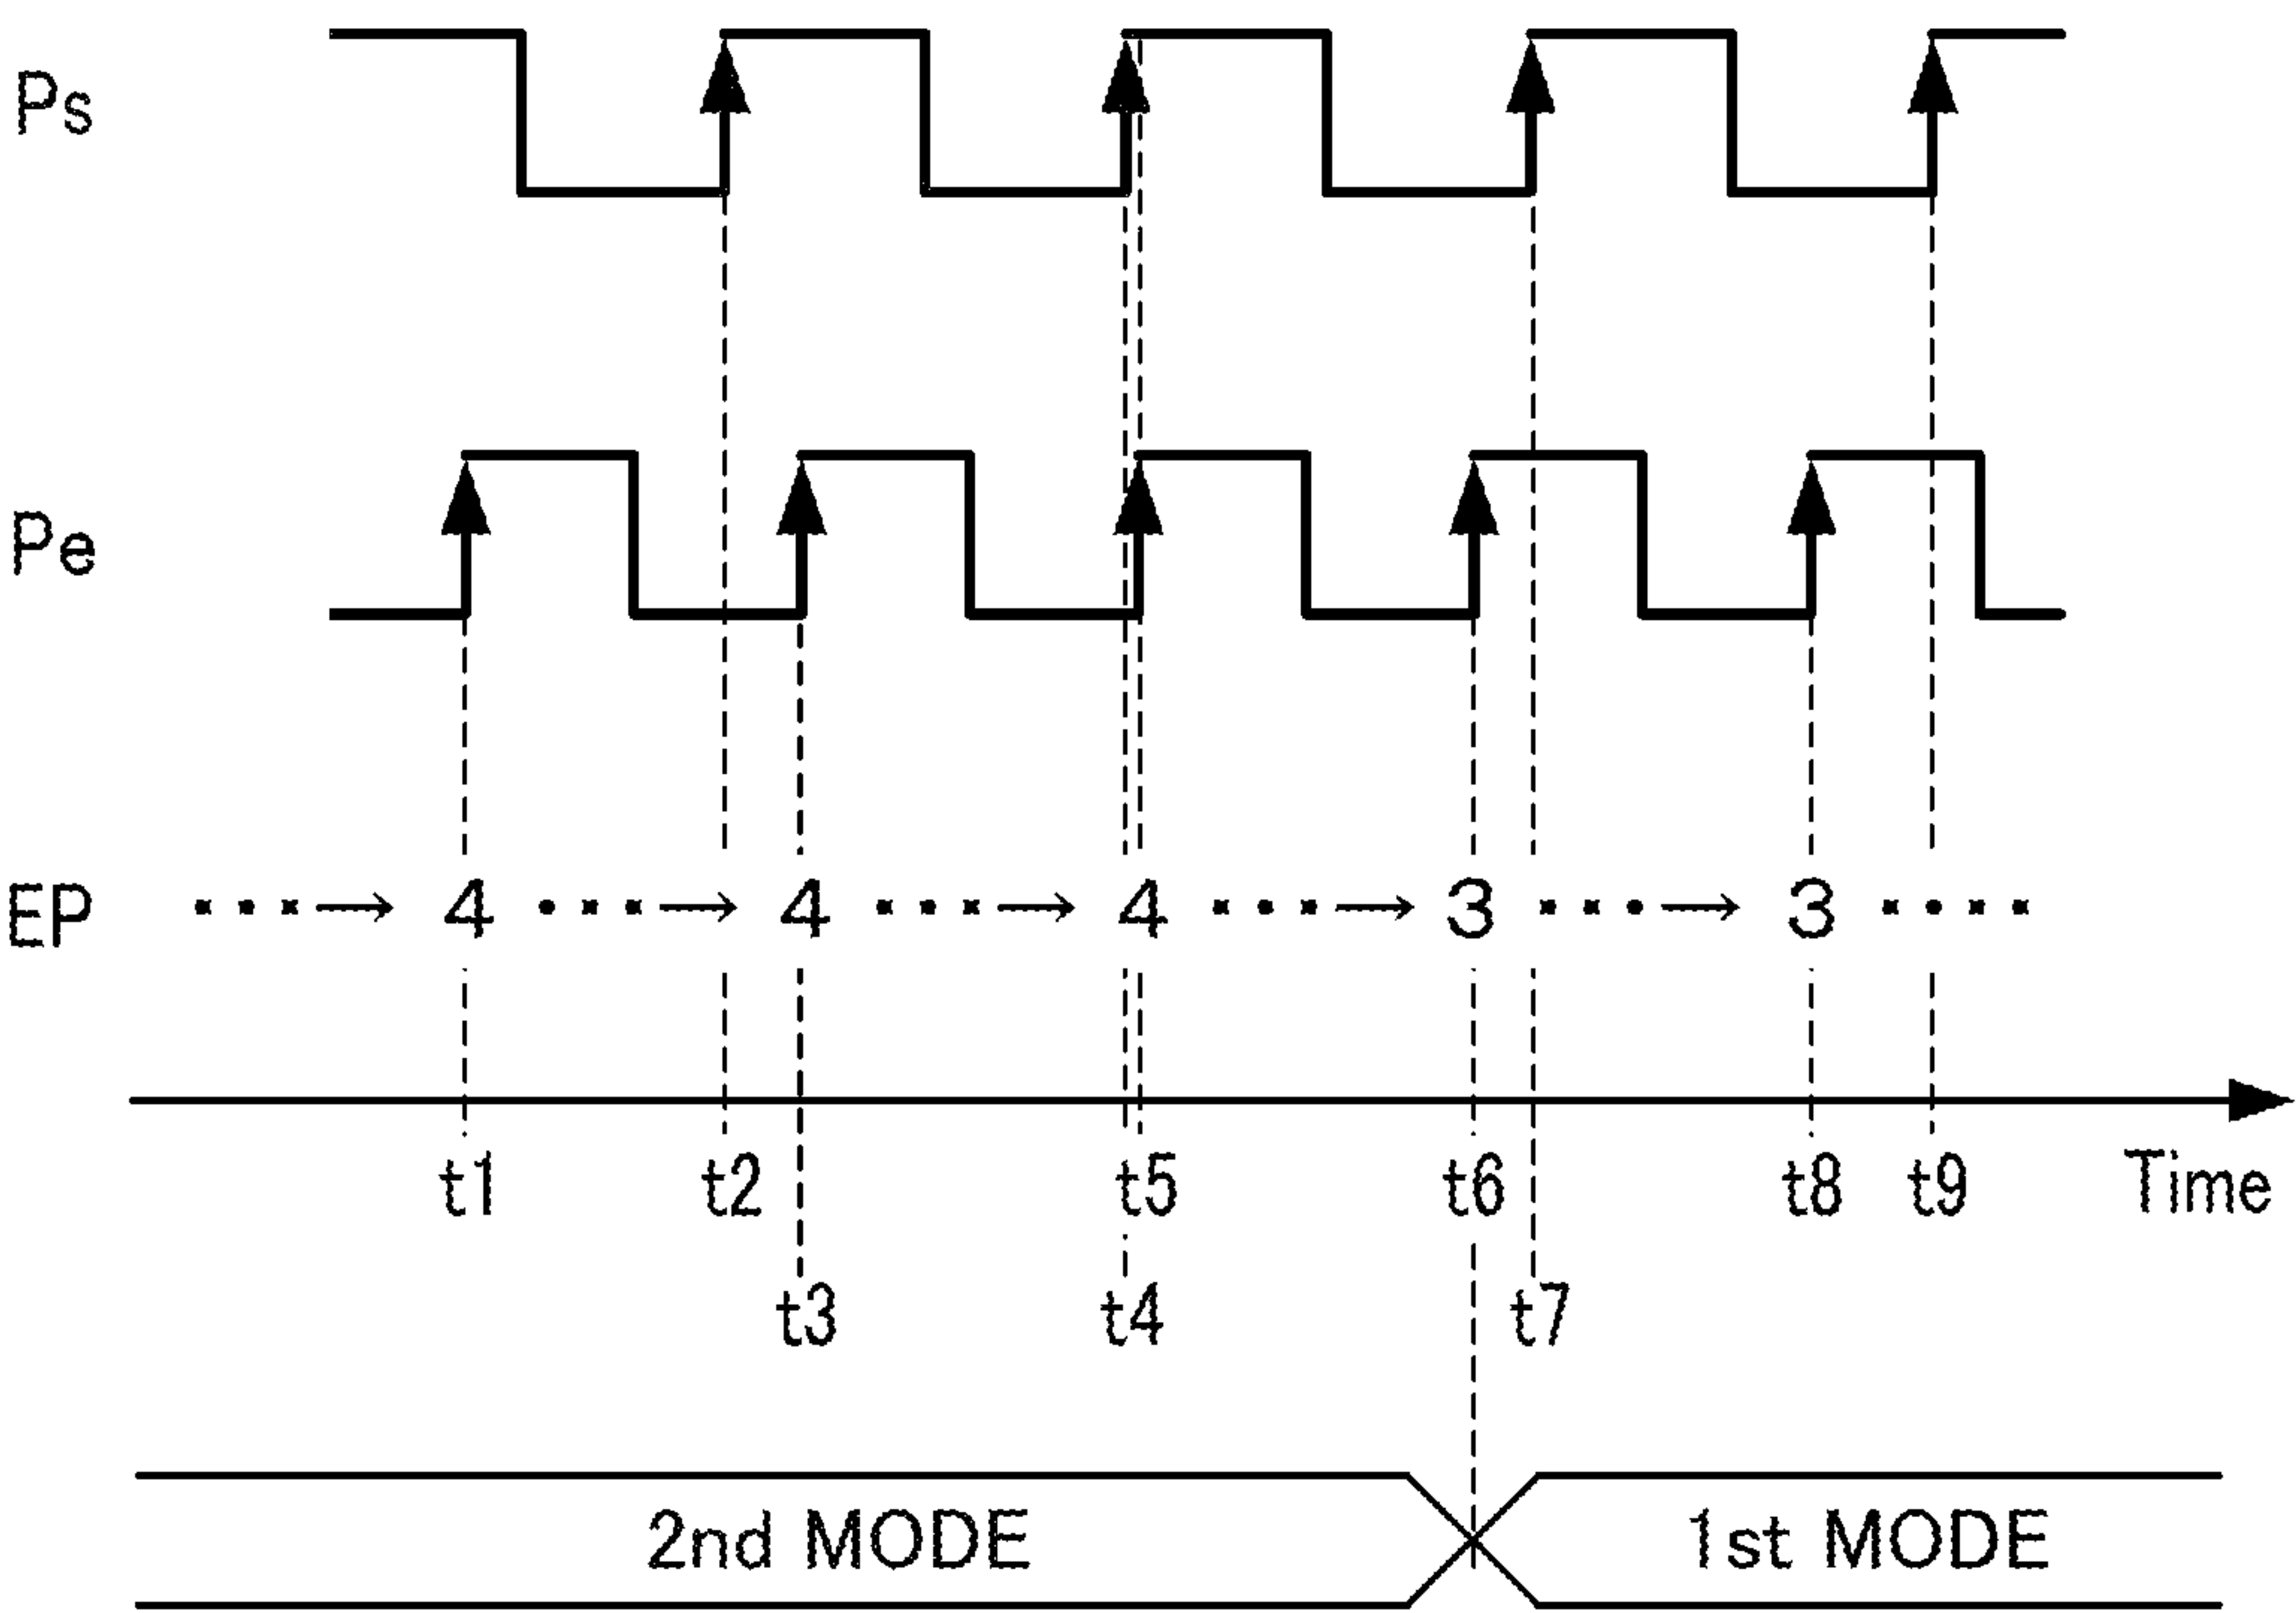 Ps
Pe
EP ・・・→ 4 ・・・→ 4 ・・・→ 4 ・・・→ 3 ・・・→ 3 ・・・・
t1 t2 t5 t6 t8 t9 Time
t3 t4 t7
2nd MODE 1st MODE